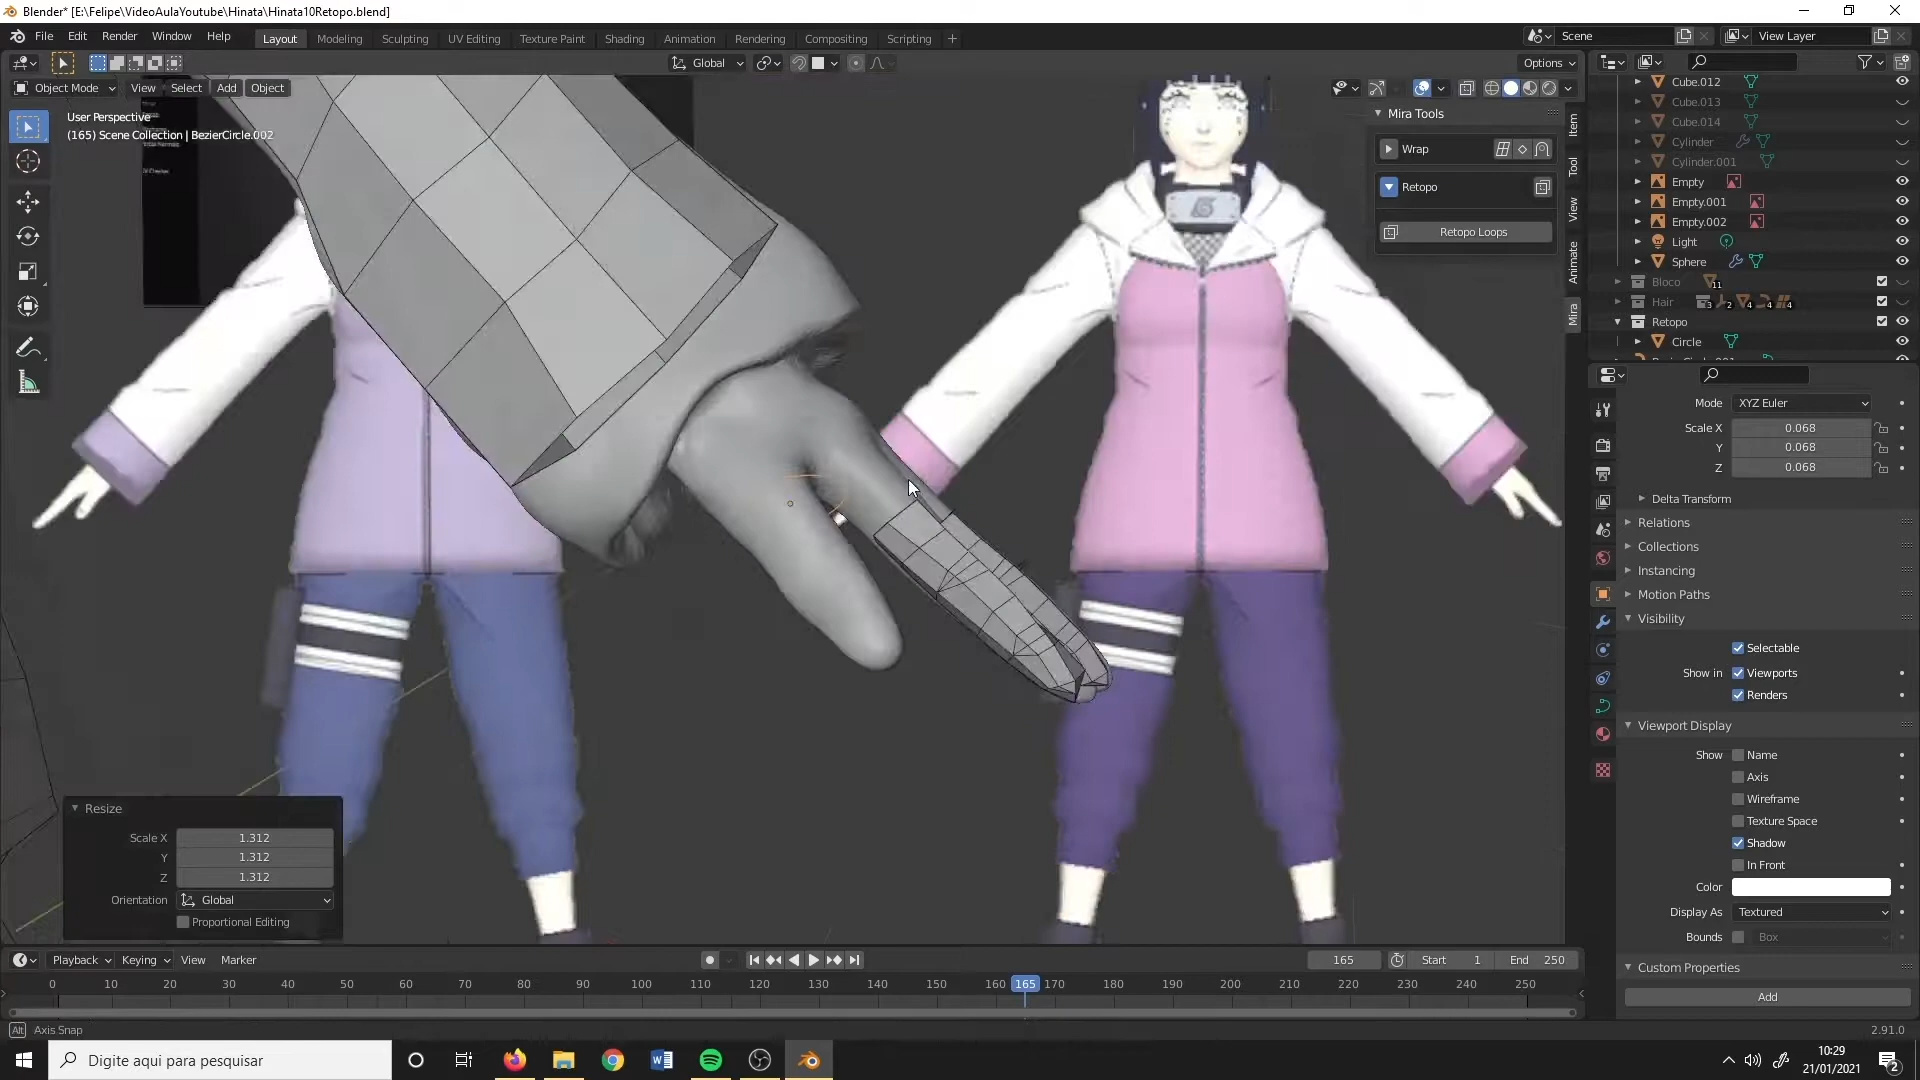 Blender* [E:\Felipe\VideoAulaYoutube\Hinata\Hinata10Retopo.blend]
File Edit Render Window Help
Layout Modeling Sculpting UV Editing Texture Paint Shading Animation Rendering Compositing Scripting +
Scene
View Layer
Global
Options
Object Mode View Select Add Object
User Perspective
(165) Scene Collection | BezierCircle.002
Mira Tools
Wrap
Retopo
Retopo Loops
Item
Tool
View
Animate
Mira
Cube.012
Cube.013
Cube.014
Cylinder
Cylinder.001
Empty
Empty.001
Empty.002
Light
Sphere
Bloco 11
Hair 3 2 4 4 4
Retopo
Circle
Mode XYZ Euler
Scale X 0.068
Y 0.068
Z 0.068
Delta Transform
Relations
Collections
Instancing
Motion Paths
Visibility
Selectable
Show in Viewports
Renders
Viewport Display
Show Name
Axis
Wireframe
Texture Space
Shadow
In Front
Color
Display As Textured
Bounds Box
Custom Properties
Add
Resize
Scale X 1.312
Y 1.312
Z 1.312
Orientation Global
Proportional Editing
Playback Keying View Marker
165 Start 1 End 250
0 10 20 30 40 50 60 70 80 90 100 110 120 130 140 150 160 165 170 180 190 200 210 220 230 240 250
Alt Axis Snap
2.91.0
Digite aqui para pesquisar
10:29
21/01/2021
2